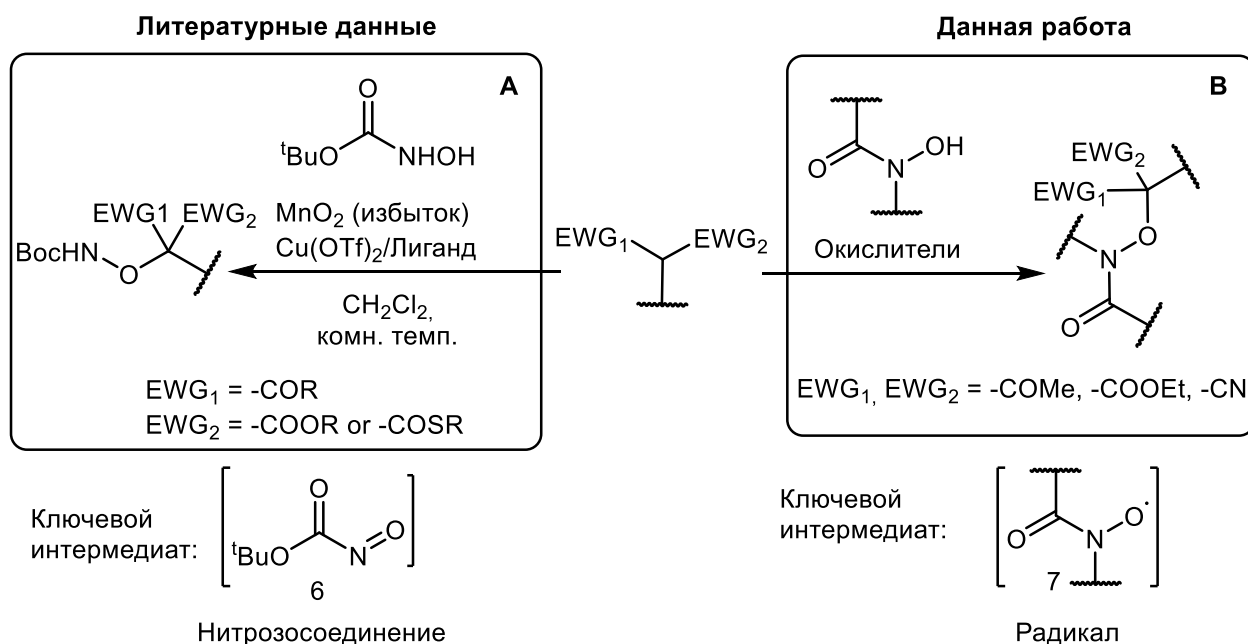 Литературные данные
Данная работа
A
O
tBuO
NHOH
EWG1 EWG2
BocHN
O
MnO2 (избыток)
Cu(OTf)2/Лиганд
CH2Cl2,
комн. темп.
EWG1 = -COR
EWG2 = -COOR or -COSR
EWG1 EWG2
B
O
N
OH
Окислители
EWG2
EWG1
O
N
O
EWG1, EWG2 = -COMe, -COOEt, -CN
Ключевой
интермедиат:
O
tBuO
N
O
6
Нитрозосоединение
Ключевой
интермедиат:
O
N
O·
7
Радикал